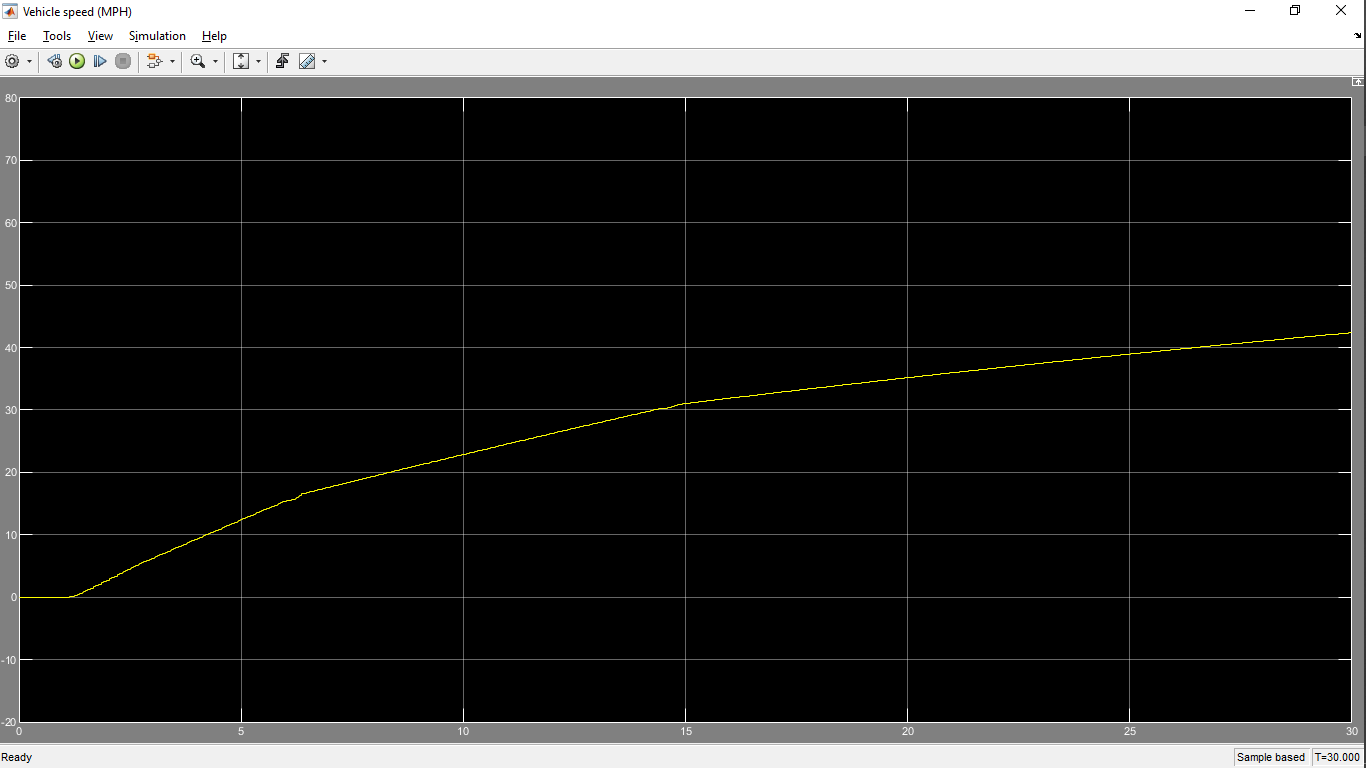 Vehicle speed (MPH)
File Tools View Simulation Help
80
70
60
50
40
30
20
10
0
-10
-20
0 5 10 15 20 25 30
Ready Sample based T=30.000